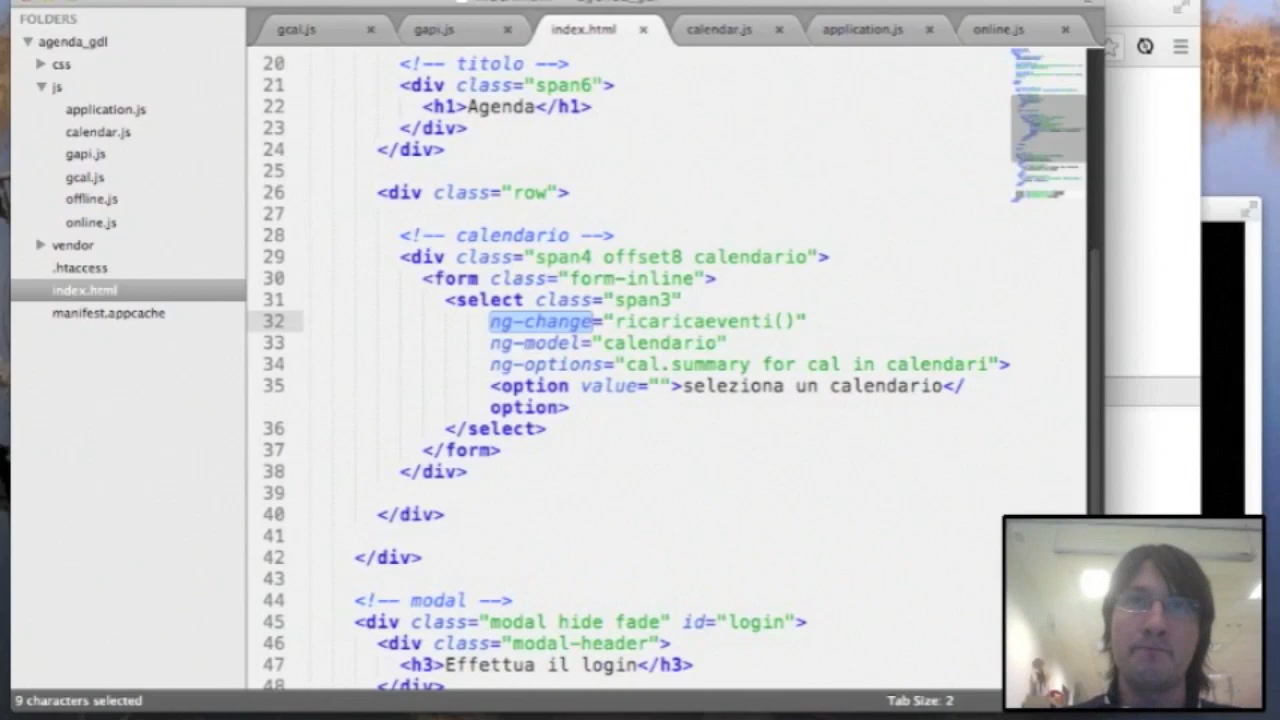 FOLDERS
agenda_gdl
css
js
application.js
calendar.js
gapi.js
gcal.js
offline.js
online.js
vendor
.htaccess
index.html
manifest.appcache
gcal.js gapi.js index.html calendar.js application.js online.js
20 <!-- titolo -->
21 <div class="span6">
22 <h1>Agenda</h1>
23 </div>
24 </div>
25
26 <div class="row">
27
28 <!-- calendario -->
29 <div class="span4 offset8 calendario">
30 <form class="form-inline">
31 <select class="span3"
32 ng-change="ricaricaeventi()"
33 ng-model="calendario"
34 ng-options="cal.summary for cal in calendari">
35 <option value="">seleziona un calendario</
option>
36 </select>
37 </form>
38 </div>
39
40 </div>
41
42 </div>
43
44 <!-- modal -->
45 <div class="modal hide fade" id="login">
46 <div class="modal-header">
47 <h3>Effettua il login</h3>
48 </div>
9 characters selected
Tab Size: 2